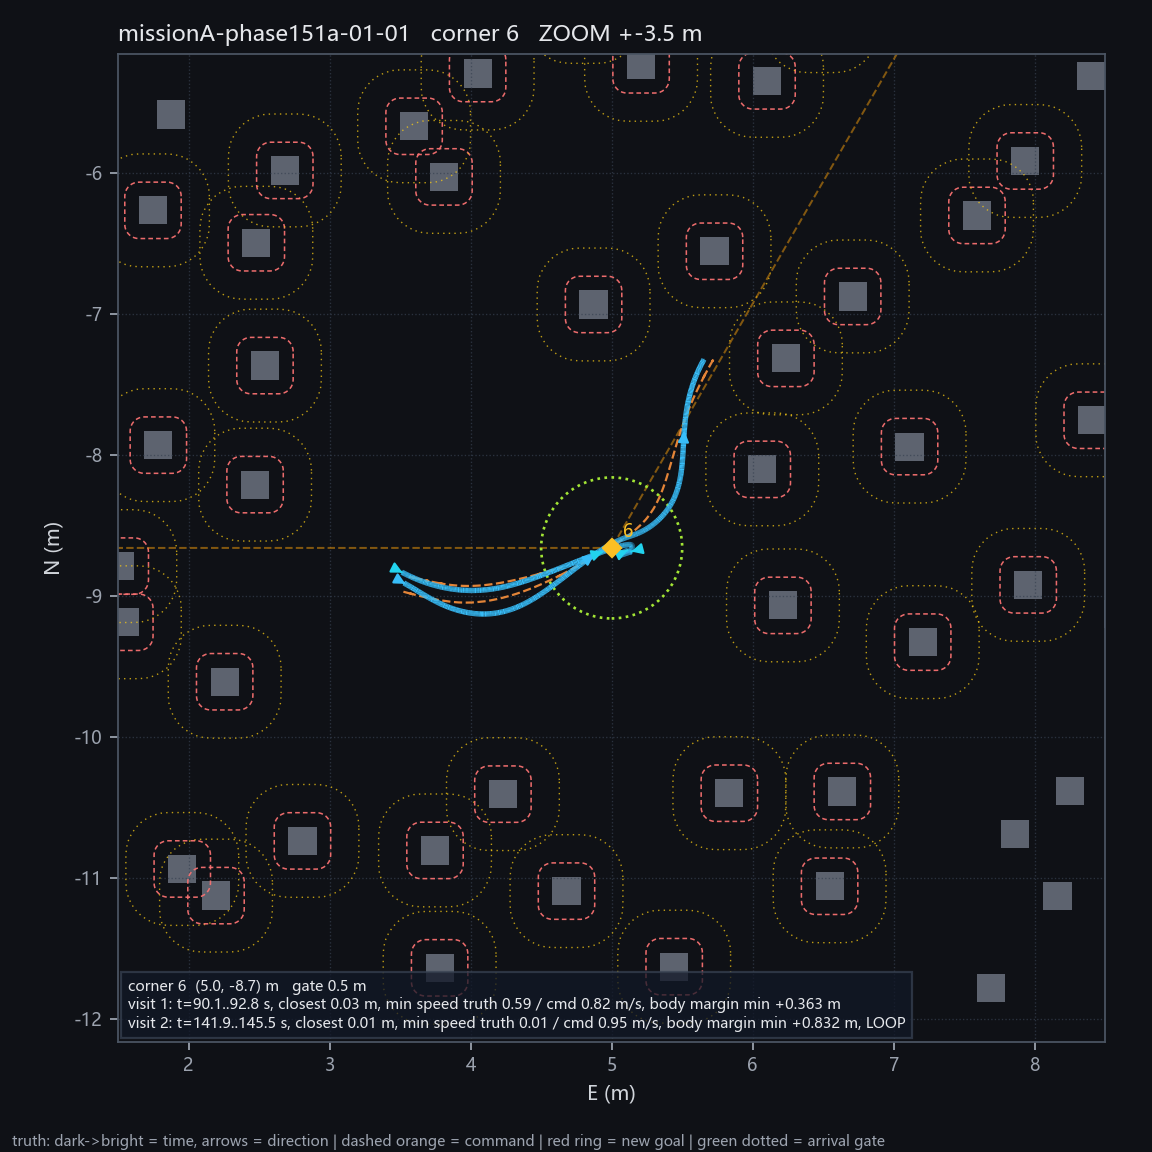 missionA-phase151a-01-01   corner 6   ZOOM +-3.5 m
-6
-7
-8
-9
-10
-11
-12
N (m)
6
corner 6  (5.0, -8.7) m   gate 0.5 m
visit 1: t=90.1..92.8 s, closest 0.03 m, min speed truth 0.59 / cmd 0.82 m/s, body margin min +0.363 m
visit 2: t=141.9..145.5 s, closest 0.01 m, min speed truth 0.01 / cmd 0.95 m/s, body margin min +0.832 m, LOOP
2 3 4 5 6 7 8
E (m)
truth: dark->bright = time, arrows = direction | dashed orange = command | red ring = new goal | green dotted = arrival gate